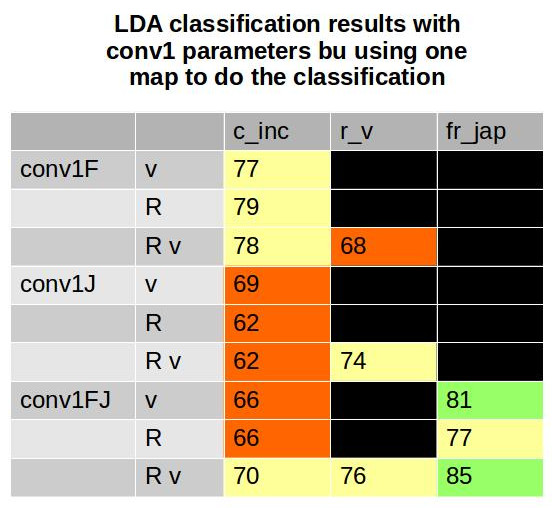 LDA classification results with
conv1 parameters bu using one
map to do the classification
c_inc r_v fr_jap
conv1F v 77
R 79
R v 78 68
conv1J v 69
R 62
R v 62 74
conv1FJ v 66 81
R 66 77
R v 70 76 85